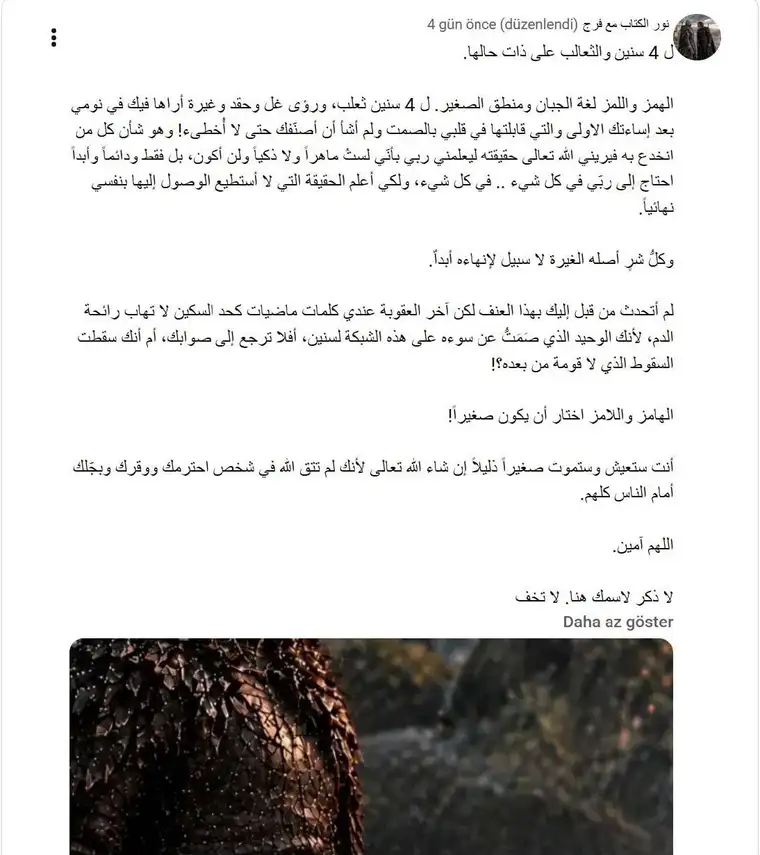 نور الكتاب مع فرج 4 gün önce (düzenlendi)
ل 4 سنين والثعالب على ذات حالها.
الهمز واللمز لغة الجبان ومنطق الصغير. ل 4 سنين ثعلب، ورؤى غل وحقد وغيرة أراها فيك في نومي
بعد إساءتك الاولى والتي قابلتها في قلبي بالصمت ولم أشأ أن أصنّفك حتى لا أُخطىء! وهو شأن كل من
انخدع به فيريني الله تعالى حقيقته ليعلمني ربي بأنّي لستُ ماهراً ولا ذكياً ولن أكون، بل فقط ودائماً وأبداً
احتاج إلى ربّي في كل شيء .. في كل شيء، ولكي أعلم الحقيقة التي لا أستطيع الوصول إليها بنفسي
نهائياً.
وكلُّ شرٍ أصله الغيرة لا سبيل لإنهاءه أبداً.
لم أتحدث من قبل إليك بهذا العنف لكن آخر العقوبة عندي كلمات ماضيات كحد السكين لا تهاب رائحة
الدم، لأنك الوحيد الذي صَمَتُّ عن سوءه على هذه الشبكة لسنين، أفلا ترجع إلى صوابك، أم أنك سقطت
السقوط الذي لا قومة من بعده؟!
الهامز واللامز اختار أن يكون صغيراً!
أنت ستعيش وستموت صغيراً ذليلاً إن شاء الله تعالى لأنك لم تتق الله في شخص احترمك ووقرك وبجّلك
أمام الناس كلهم.
اللهم آمين.
لا ذكر لاسمك هنا. لا تخف
Daha az göster